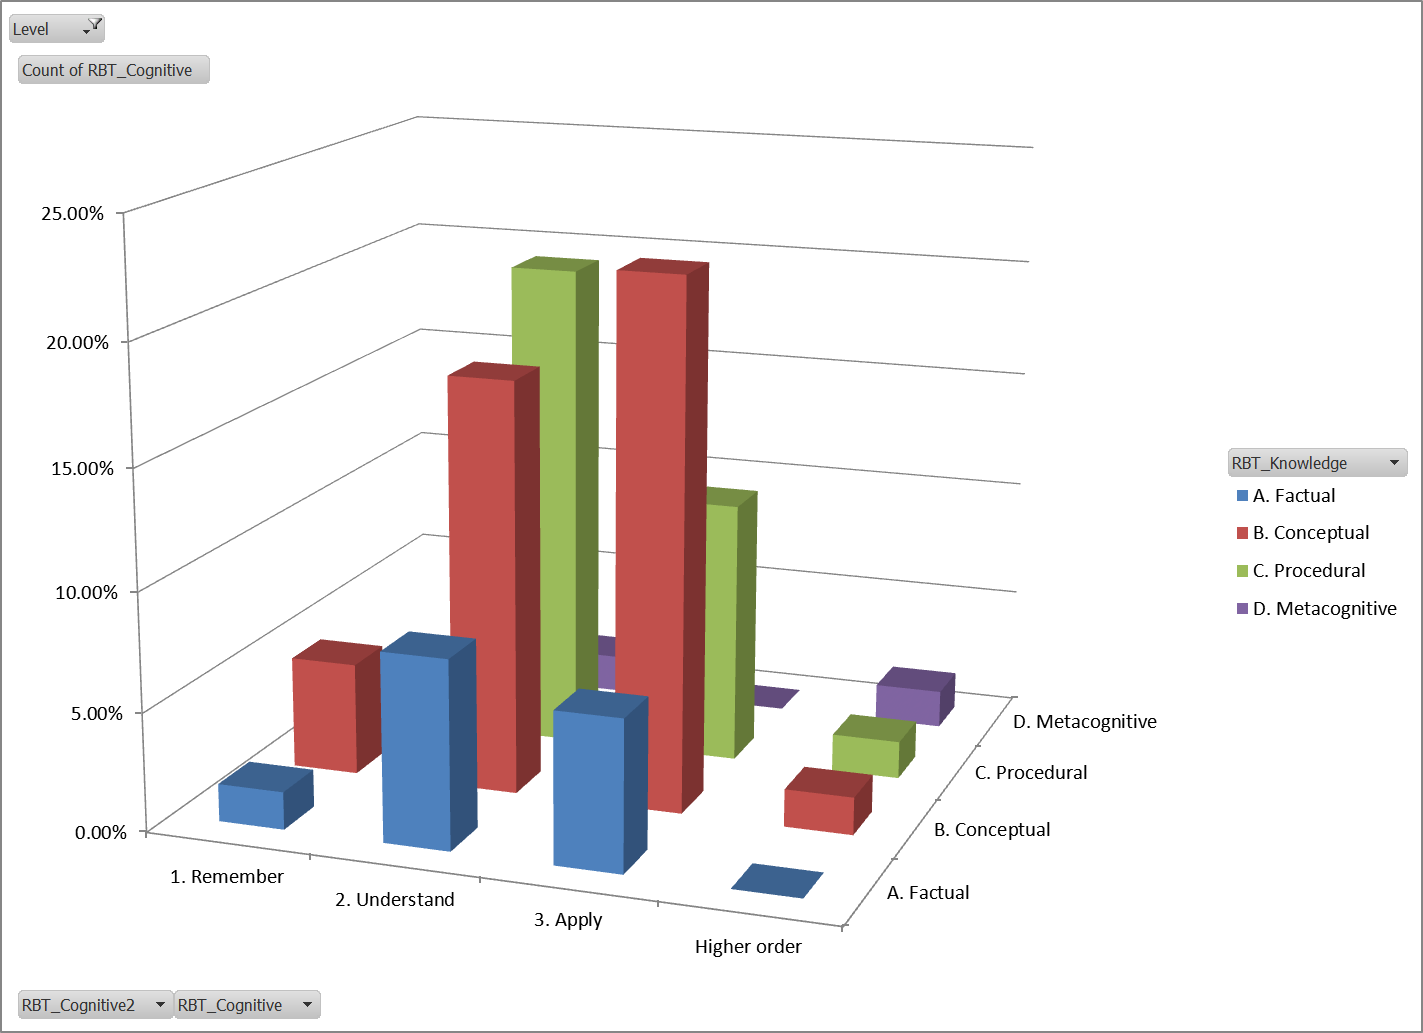 Level
Count of RBT_Cognitive
25.00%
20.00%
15.00%
10.00%
5.00%
0.00%
1. Remember
2. Understand
3. Apply
Higher order
A. Factual
B. Conceptual
C. Procedural
D. Metacognitive
RBT_Knowledge
A. Factual
B. Conceptual
C. Procedural
D. Metacognitive
RBT_Cognitive2
RBT_Cognitive